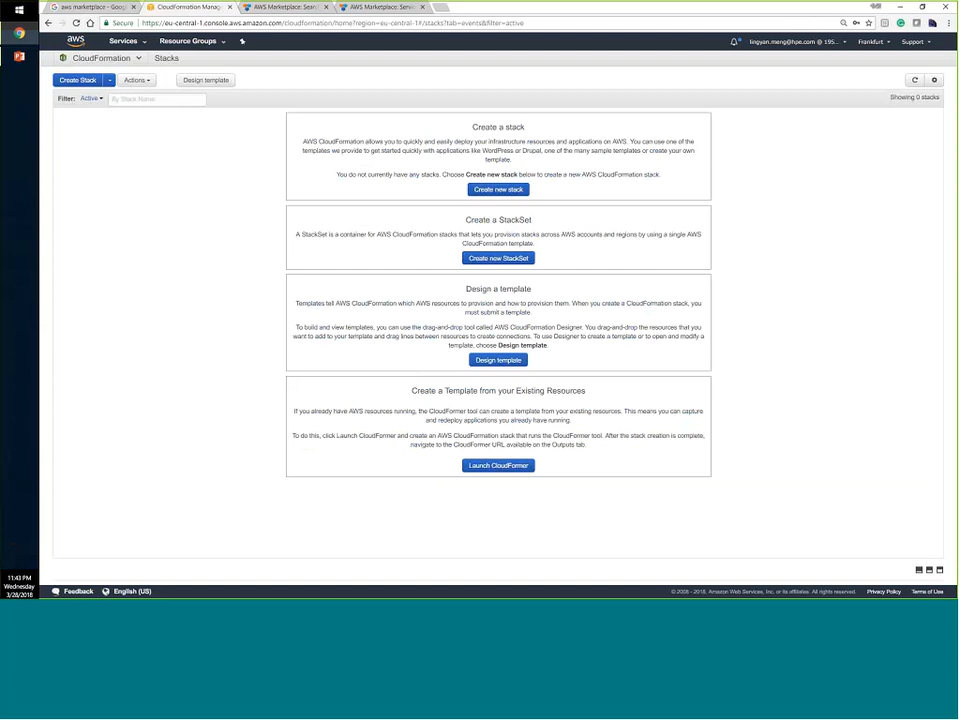 aws marketplace - Goog
CloudFormation Manag
AWS Marketplace: Sear
AWS Marketplace: Servi
Secure
https://eu-central-1.console.aws.amazon.com/cloudformation/home?region=eu-central-1#/stacks?tab=events&filter=active
aws
Services
Resource Groups
lingyan.meng@hpe.com @ 195...
Frankfurt
Support
CloudFormation
Stacks
Create Stack
Actions
Design template
Filter: Active
By Stack Name
Showing 0 stacks
Create a stack
AWS CloudFormation allows you to quickly and easily deploy your infrastructure resources and applications on AWS. You can use one of the
templates we provide to get started quickly with applications like WordPress or Drupal, one of the many sample templates or create your own
template.
You do not currently have any stacks. Choose Create new stack below to create a new AWS CloudFormation stack.
Create new stack
Create a StackSet
A StackSet is a container for AWS CloudFormation stacks that lets you provision stacks across AWS accounts and regions by using a single AWS
CloudFormation template.
Create new StackSet
Design a template
Templates tell AWS CloudFormation which AWS resources to provision and how to provision them. When you create a CloudFormation stack, you
must submit a template.
To build and view templates, you can use the drag-and-drop tool called AWS CloudFormation Designer. You drag-and-drop the resources that you
want to add to your template and drag lines between resources to create connections. To use Designer to create a template or to open and modify a
template, choose Design template.
Design template
Create a Template from your Existing Resources
If you already have AWS resources running, the CloudFormer tool can create a template from your existing resources. This means you can capture
and redeploy applications you already have running.
To do this, click Launch CloudFormer and create an AWS CloudFormation stack that runs the CloudFormer tool. After the stack creation is complete,
navigate to the CloudFormer URL available on the Outputs tab.
Launch CloudFormer
11:43 PM
Wednesday
3/28/2018
Feedback
English (US)
© 2008 - 2018, Amazon Web Services, Inc. or its affiliates. All rights reserved.
Privacy Policy
Terms of Use